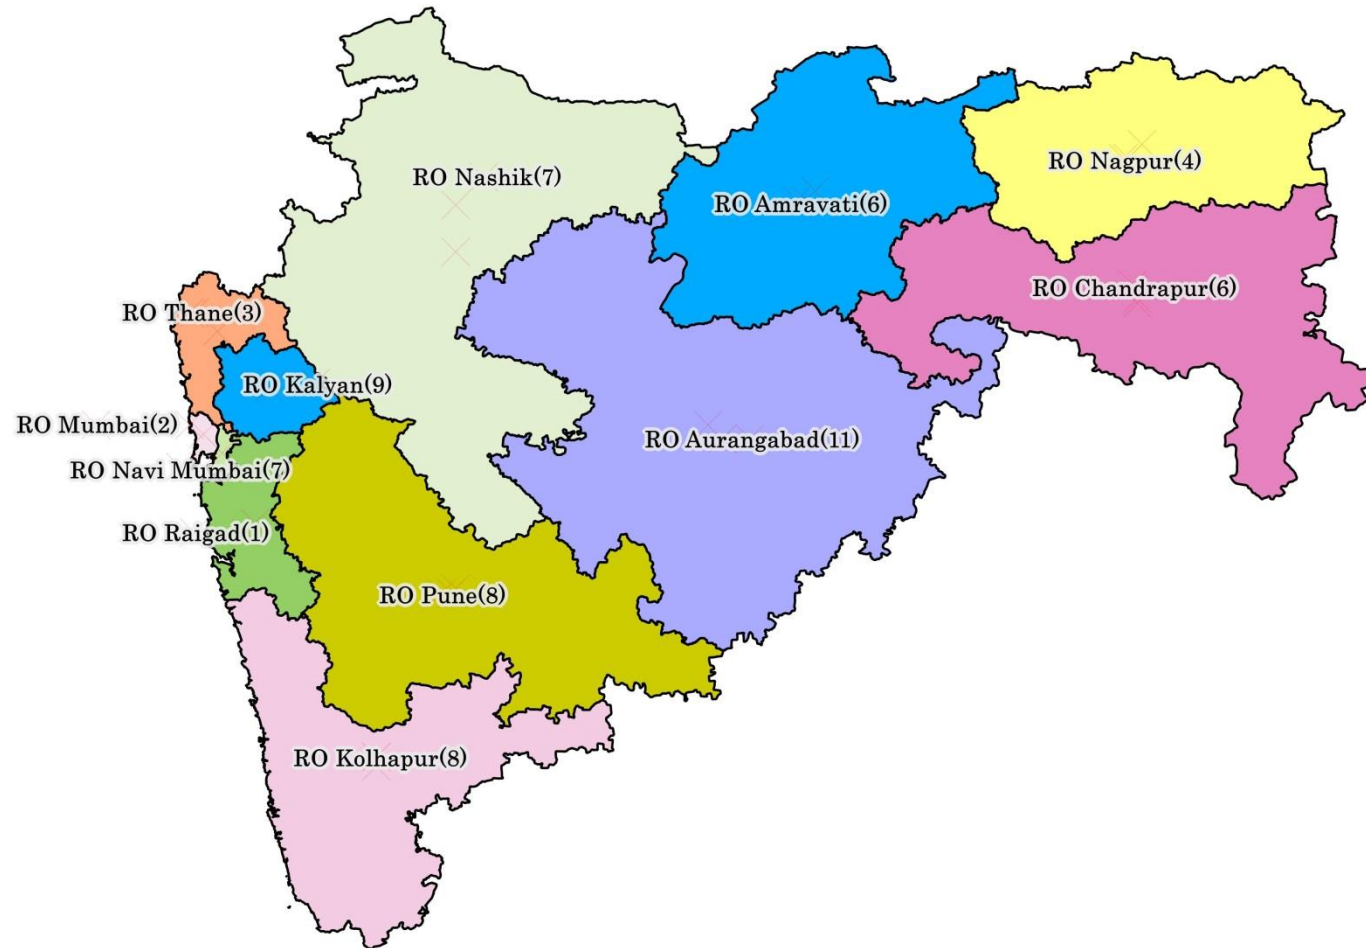 RO Nashik(7)
RO Nagpur(4)
RO Amravati(6)
RO Chandrapur(6)
RO Thane(3)
RO Kalyan(9)
RO Mumbai(2)
RO Aurangabad(11)
RO Navi Mumbai(7)
RO Raigad(1)
RO Pune(8)
RO Kolhapur(8)